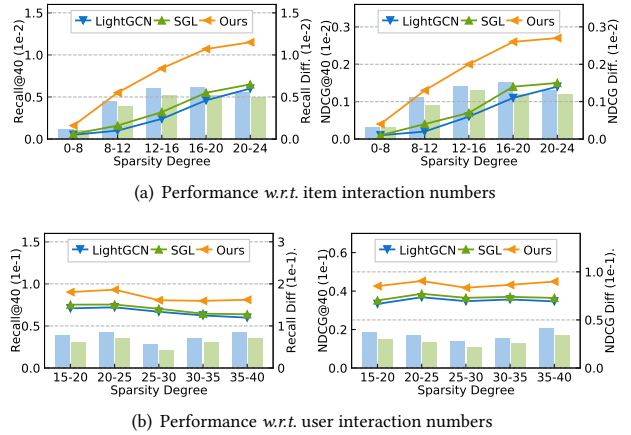 LightGCN SGL Ours
Recall@40 (1e-2)
1.5
1.0
0.5
0.0
Recall Diff. (1e-2)
1.5
1.0
0.5
0.0
0-8 8-12 12-16 16-20 20-24
Sparsity Degree
LightGCN SGL Ours
NDCG@40 (1e-2)
0.3
0.2
0.1
0.0
NDCG Diff. (1e-2)
0.30
0.15
0.00
0-8 8-12 12-16 16-20 20-24
Sparsity Degree
(a) Performance w.r.t. item interaction numbers
LightGCN SGL Ours
Recall@40 (1e-1)
1.5
1.0
0.5
0.0
Recall Diff (1e-1).
3
2
1
0
15-20 20-25 25-30 30-35 35-40
Sparsity Degree
LightGCN SGL Ours
NDCG@40 (1e-1)
0.6
0.4
0.2
0.0
NDCG Diff (1e-1).
1.0
0.5
0.0
15-20 20-25 25-30 30-35 35-40
Sparsity Degree
(b) Performance w.r.t. user interaction numbers